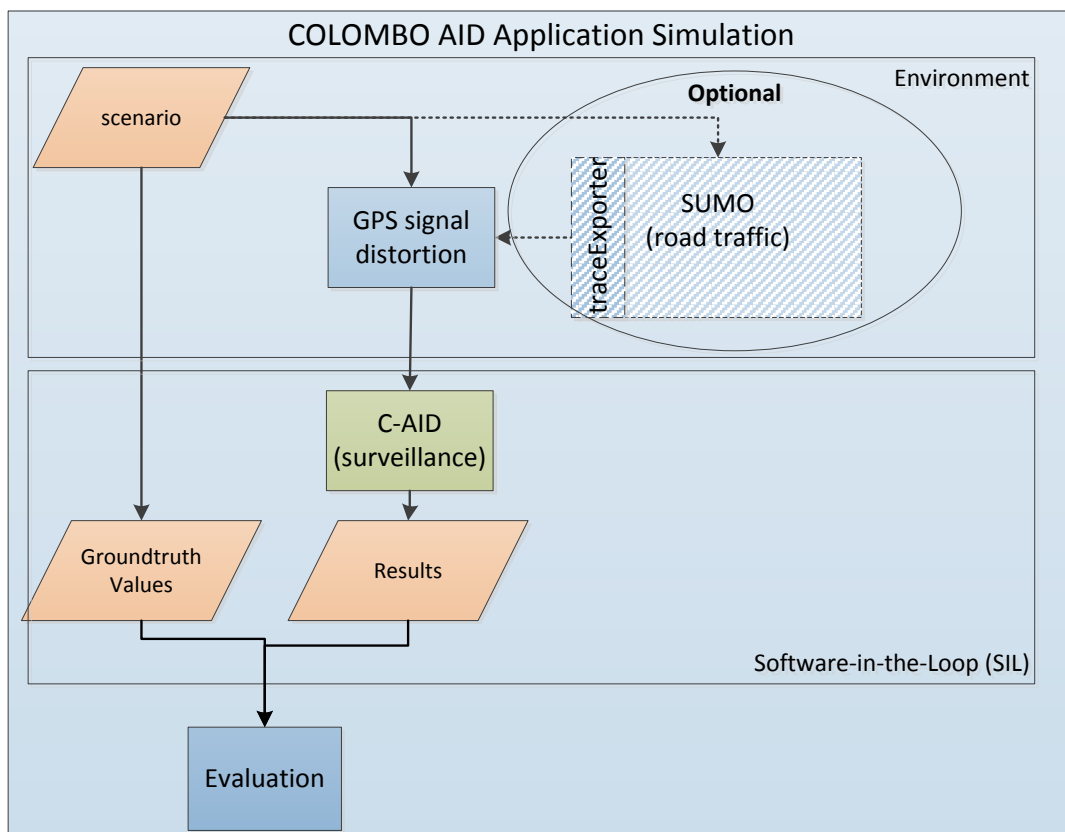 COLOMBO AID Application Simulation
Environment
scenario
Optional
GPS signal
distortion
traceExporter
SUMO
(road traffic)
C-AID
(surveillance)
Groundtruth
Values
Results
Software-in-the-Loop (SIL)
Evaluation